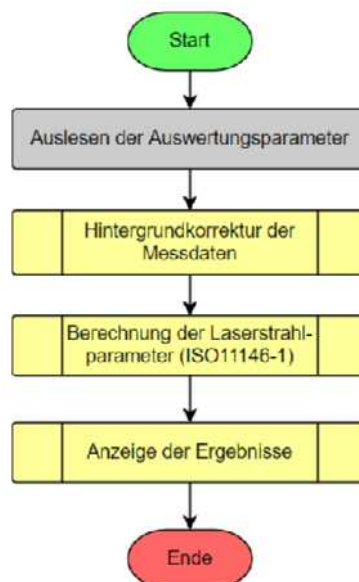 Start
Auslesen der Auswertungsparameter
Hintergrundkorrektur der
Messdaten
Berechnung der Laserstrahl-
parameter (ISO11146-1)
Anzeige der Ergebnisse
Ende